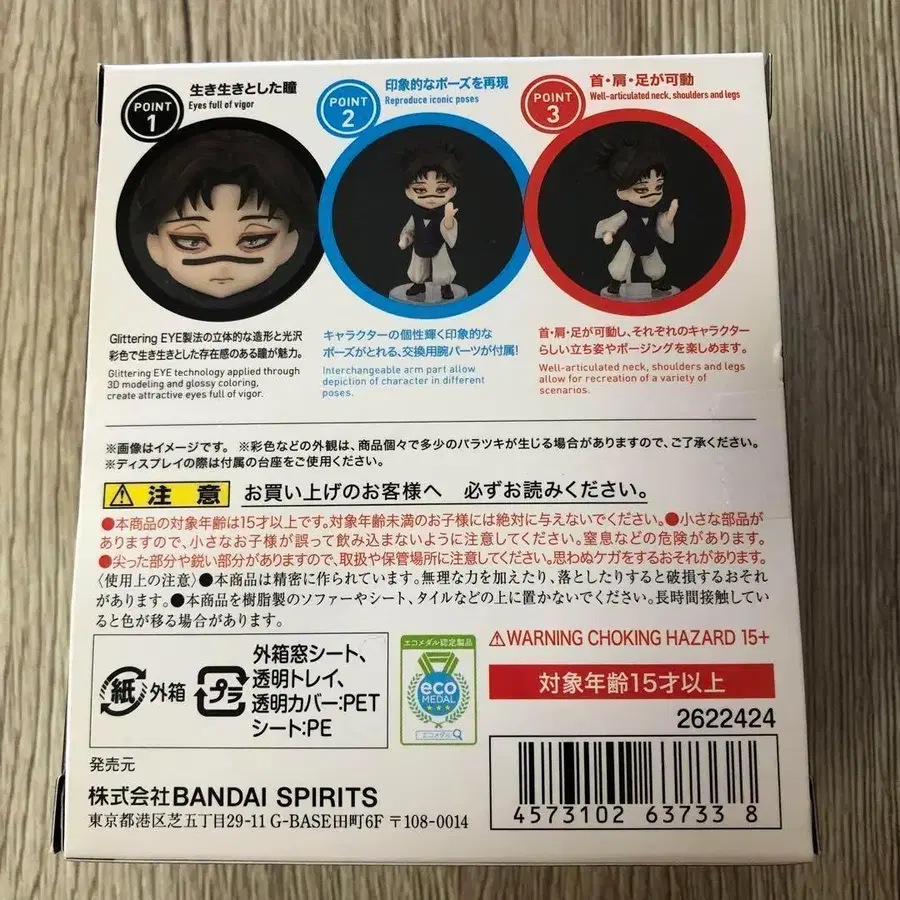 POINT 1
生き生きとした瞳
Eyes full of vigor
POINT 2
印象的なポーズを再現
Reproduce iconic poses
POINT 3
首・肩・足が可動
Well-articulated neck, shoulders and legs
Glittering EYE製法の立体的な造形と光沢
彩色で生き生きとした存在感のある瞳が魅力。
Glittering EYE technology applied through
3D modeling and glossy coloring,
create attractive eyes full of vigor.
キャラクターの個性輝く印象的な
ポーズがとれる、交換用腕パーツが付属!
Interchangeable arm part allow
depiction of character in different
poses.
首・肩・足が可動し、それぞれのキャラクター
らしい立ち姿やポージングを楽しめます。
Well-articulated neck, shoulders and legs
allow for recreation of a variety of
scenarios.
※画像はイメージです。 ※彩色などの外観は、商品個々で多少のバラツキが生じる場合がありますので、ご了承ください。
※ディスプレイの際は付属の台座をご使用ください。
注意 お買い上げのお客様へ 必ずお読みください。
●本商品の対象年齢は15才以上です。対象年齢未満のお子様には絶対に与えないでください。●小さな部品が
ありますので、小さなお子様が誤って飲み込まないように注意してください。窒息などの危険があります。
●尖った部分や鋭い部分がありますので、取扱や保管場所に注意してください。思わぬケガをするおそれがあります。
〈使用上の注意〉●本商品は精密に作られています。無理な力を加えたり、落としたりすると破損するおそれ
があります。●本商品を樹脂製のソファーやシート、タイルなどの上に置かないでください。長時間接触してい
ると色が移る場合があります。
紙 外箱
プラ
外箱窓シート、
透明トレイ、
透明カバー:PET
シート:PE
エコメダル認定製品
eco
MEDAL
エコメダル
⚠WARNING CHOKING HAZARD 15+
対象年齢15才以上
2622424
4573102 63733 8
発売元
株式会社BANDAI SPIRITS
東京都港区芝五丁目29-11 G-BASE田町6F 〒108-0014